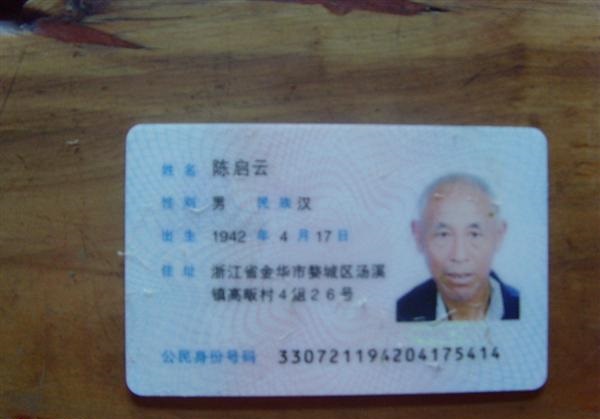 姓名 陈启云
性别 男 民族 汉
出生 1942 年 4 月 17 日
住址 浙江省金华市婺城区汤溪
镇高畈村4组26号
公民身份号码 330721194204175414